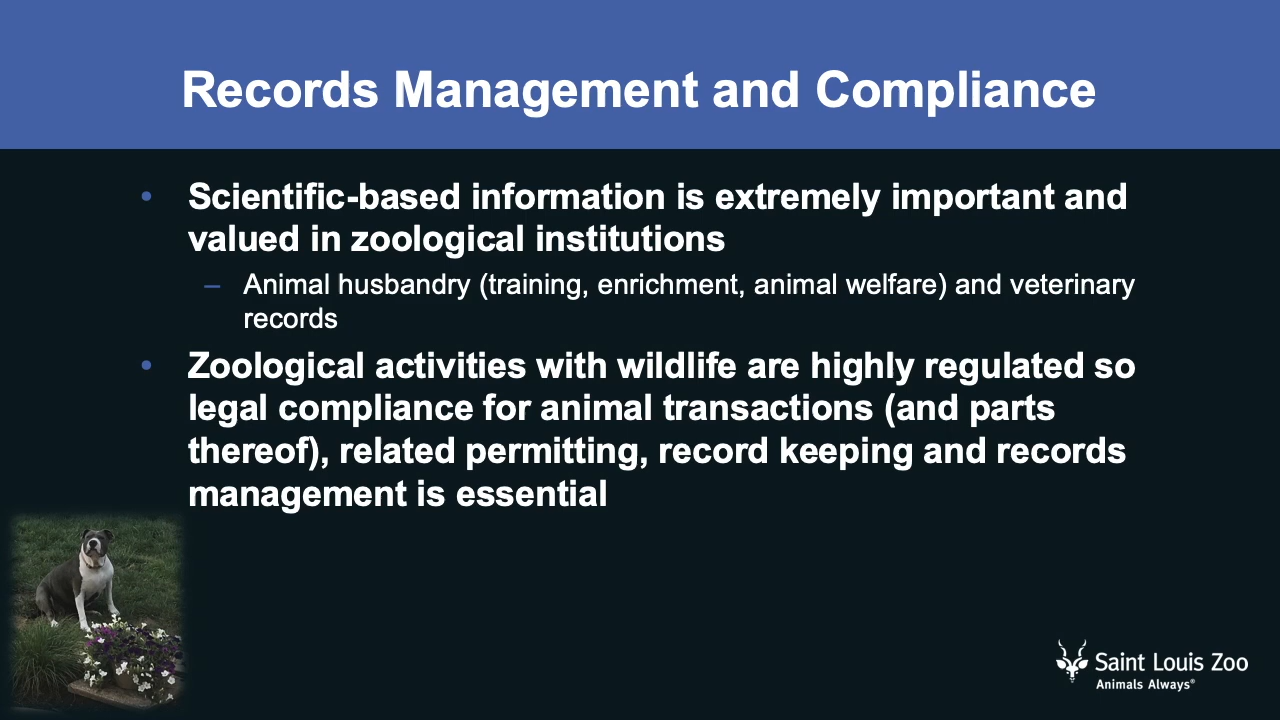 Records Management and Compliance
• Scientific-based information is extremely important and
valued in zoological institutions
– Animal husbandry (training, enrichment, animal welfare) and veterinary
records
• Zoological activities with wildlife are highly regulated so
legal compliance for animal transactions (and parts
thereof), related permitting, record keeping and records
management is essential
Saint Louis Zoo
Animals Always®